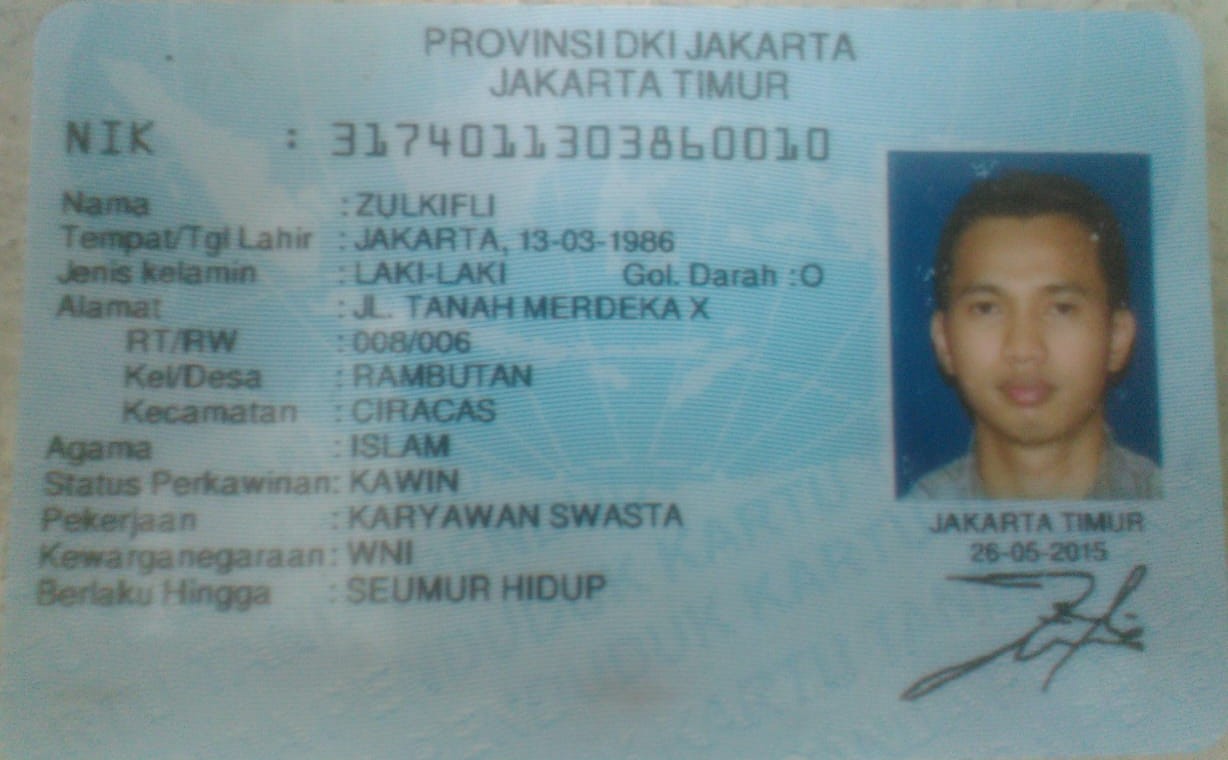 PROVINSI DKI JAKARTA
JAKARTA TIMUR
NIK : 3174011303860010
Nama : ZULKIFLI
Tempat/Tgl Lahir : JAKARTA, 13-03-1986
Jenis kelamin : LAKI-LAKI Gol. Darah : O
Alamat : JL. TANAH MERDEKA X
RT/RW : 008/006
Kel/Desa : RAMBUTAN
Kecamatan : CIRACAS
Agama : ISLAM
Status Perkawinan: KAWIN
Pekerjaan : KARYAWAN SWASTA
Kewarganegaraan: WNI
Berlaku Hingga : SEUMUR HIDUP
JAKARTA TIMUR
26-05-2015